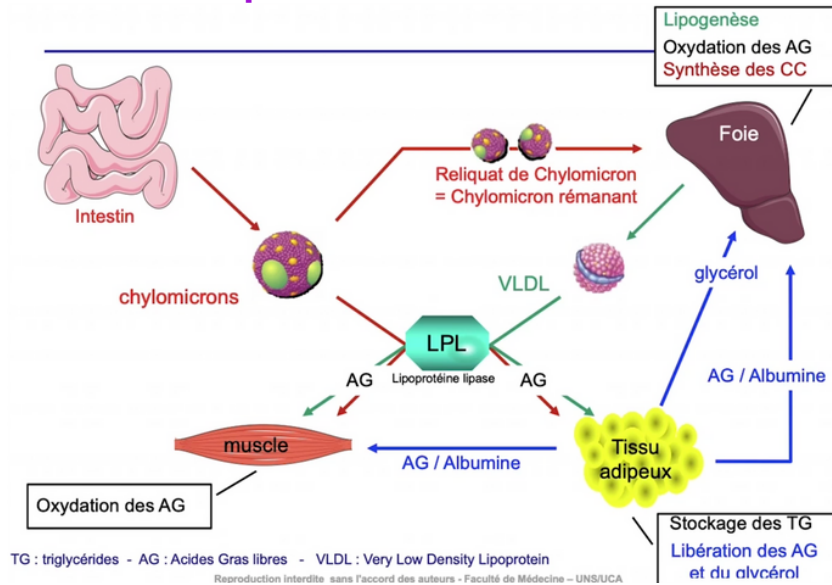 Lipogenèse
Oxydation des AG
Synthèse des CC
Foie
Reliquat de Chylomicron
= Chylomicron rémanant
Intestin
glycérol
VLDL
chylomicrons
LPL
Lipoprotéine lipase
AG
AG
AG / Albumine
muscle
AG / Albumine
Tissu
adipeux
Oxydation des AG
Stockage des TG
Libération des AG
et du glycérol
TG : triglycérides - AG : Acides Gras libres - VLDL : Very Low Density Lipoprotein
Reproduction interdite sans l'accord des auteurs - Faculté de Médecine – UNS/UCA